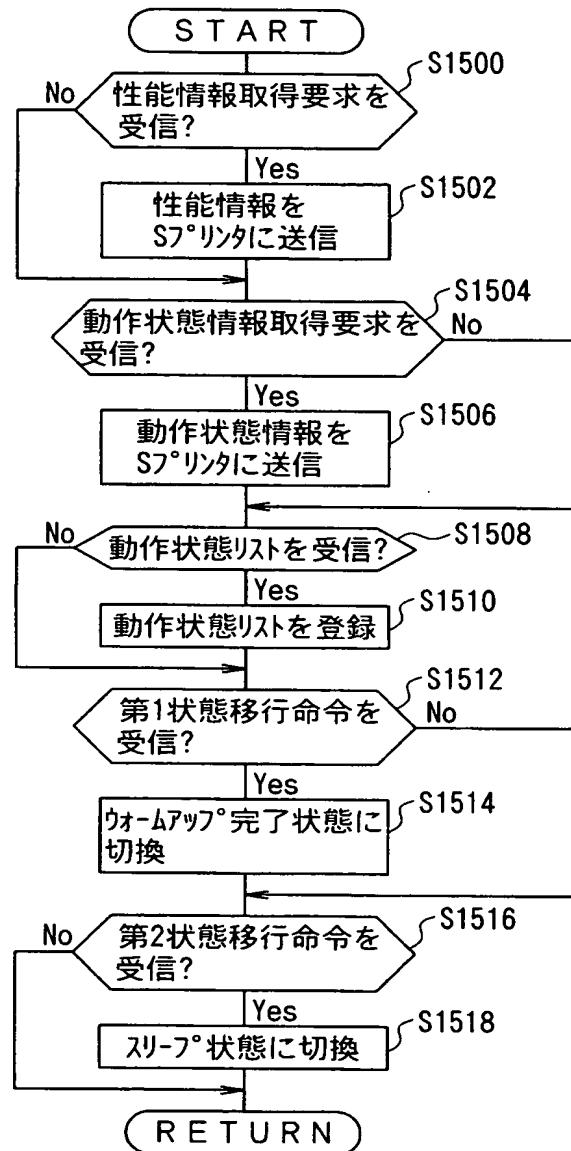 START
S1500
No
性能情報取得要求を
受信?
Yes
S1502
性能情報を
Sプリンタに送信
S1504
動作状態情報取得要求を
受信?
No
Yes
S1506
動作状態情報を
Sプリンタに送信
S1508
No
動作状態リストを受信?
Yes
S1510
動作状態リストを登録
S1512
第1状態移行命令を
受信?
No
Yes
S1514
ウォームアップ完了状態に
切換
S1516
No
第2状態移行命令を
受信?
Yes
S1518
スリープ状態に切換
RETURN